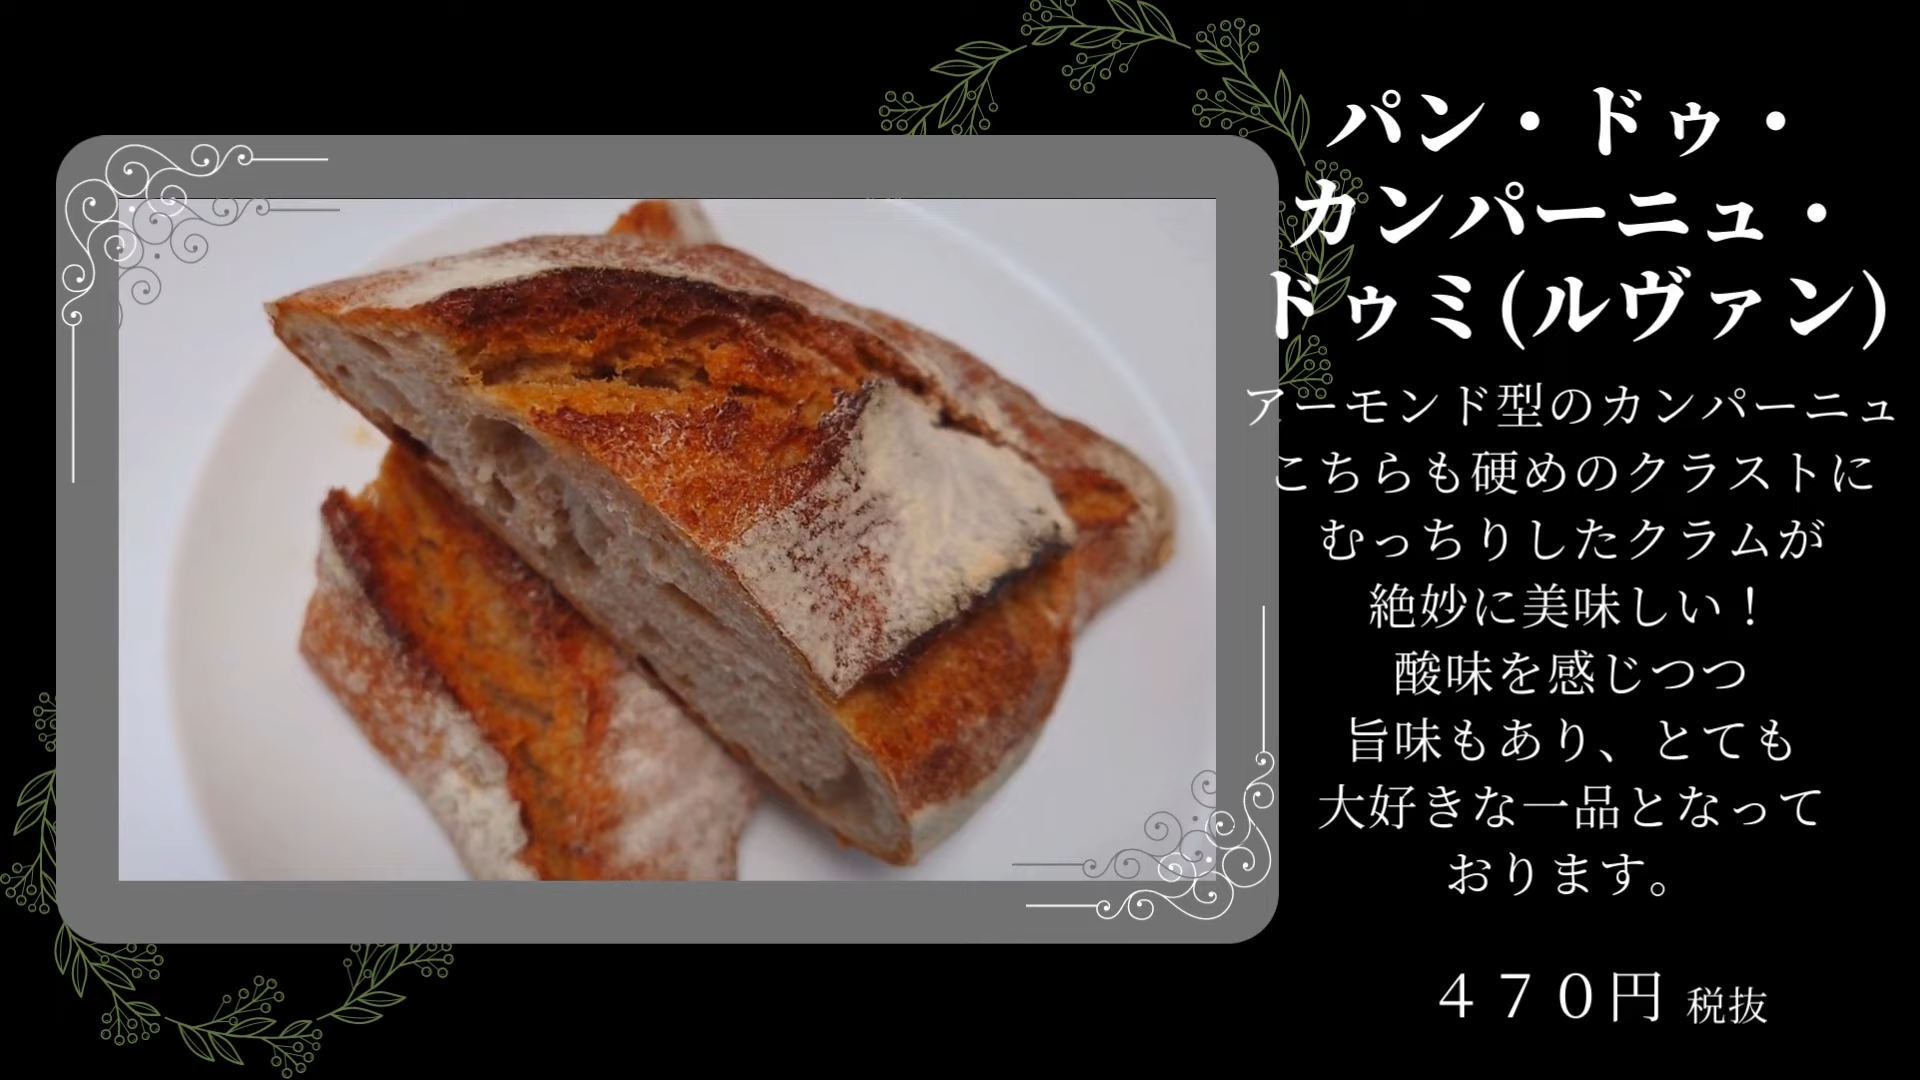 パン・ドゥ・
カンパーニュ・
ドゥミ(ルヴァン)
アーモンド型のカンパーニュ
こちらも硬めのクラストに
むっちりしたクラムが
絶妙に美味しい！
酸味を感じつつ
旨味もあり、とても
大好きな一品となって
おります。
４７０円 税抜